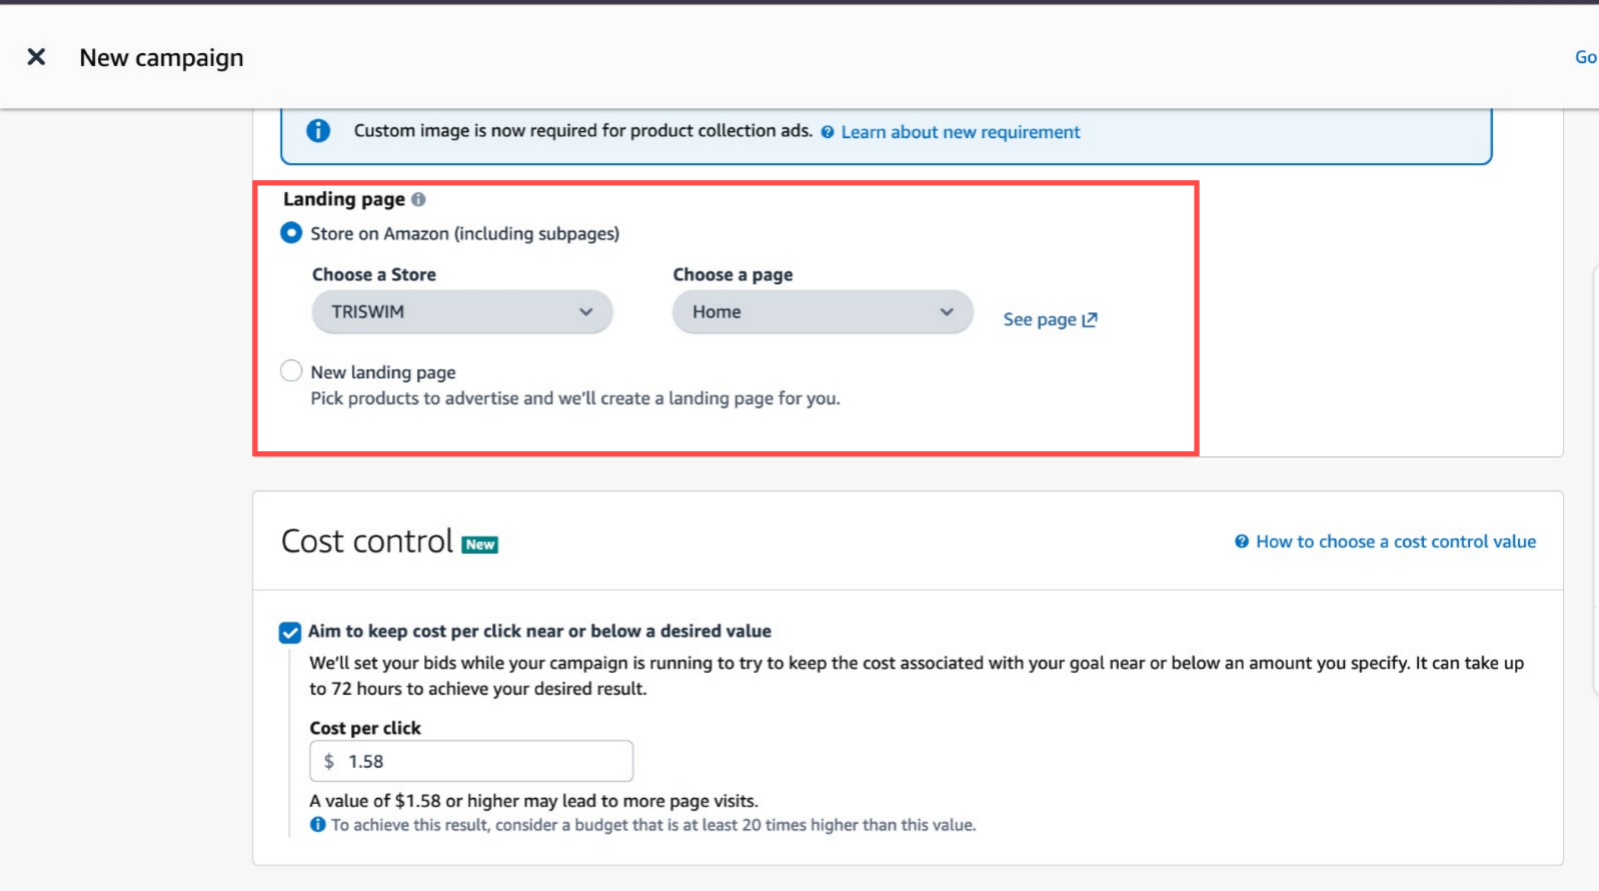 New campaign
Go
Custom image is now required for product collection ads. Learn about new requirement
Landing page
Store on Amazon (including subpages)
Choose a Store
Choose a page
TRISWIM
Home
See page
New landing page
Pick products to advertise and we'll create a landing page for you.
Cost control New
How to choose a cost control value
Aim to keep cost per click near or below a desired value
We'll set your bids while your campaign is running to try to keep the cost associated with your goal near or below an amount you specify. It can take up
to 72 hours to achieve your desired result.
Cost per click
$ 1.58
A value of $1.58 or higher may lead to more page visits.
To achieve this result, consider a budget that is at least 20 times higher than this value.